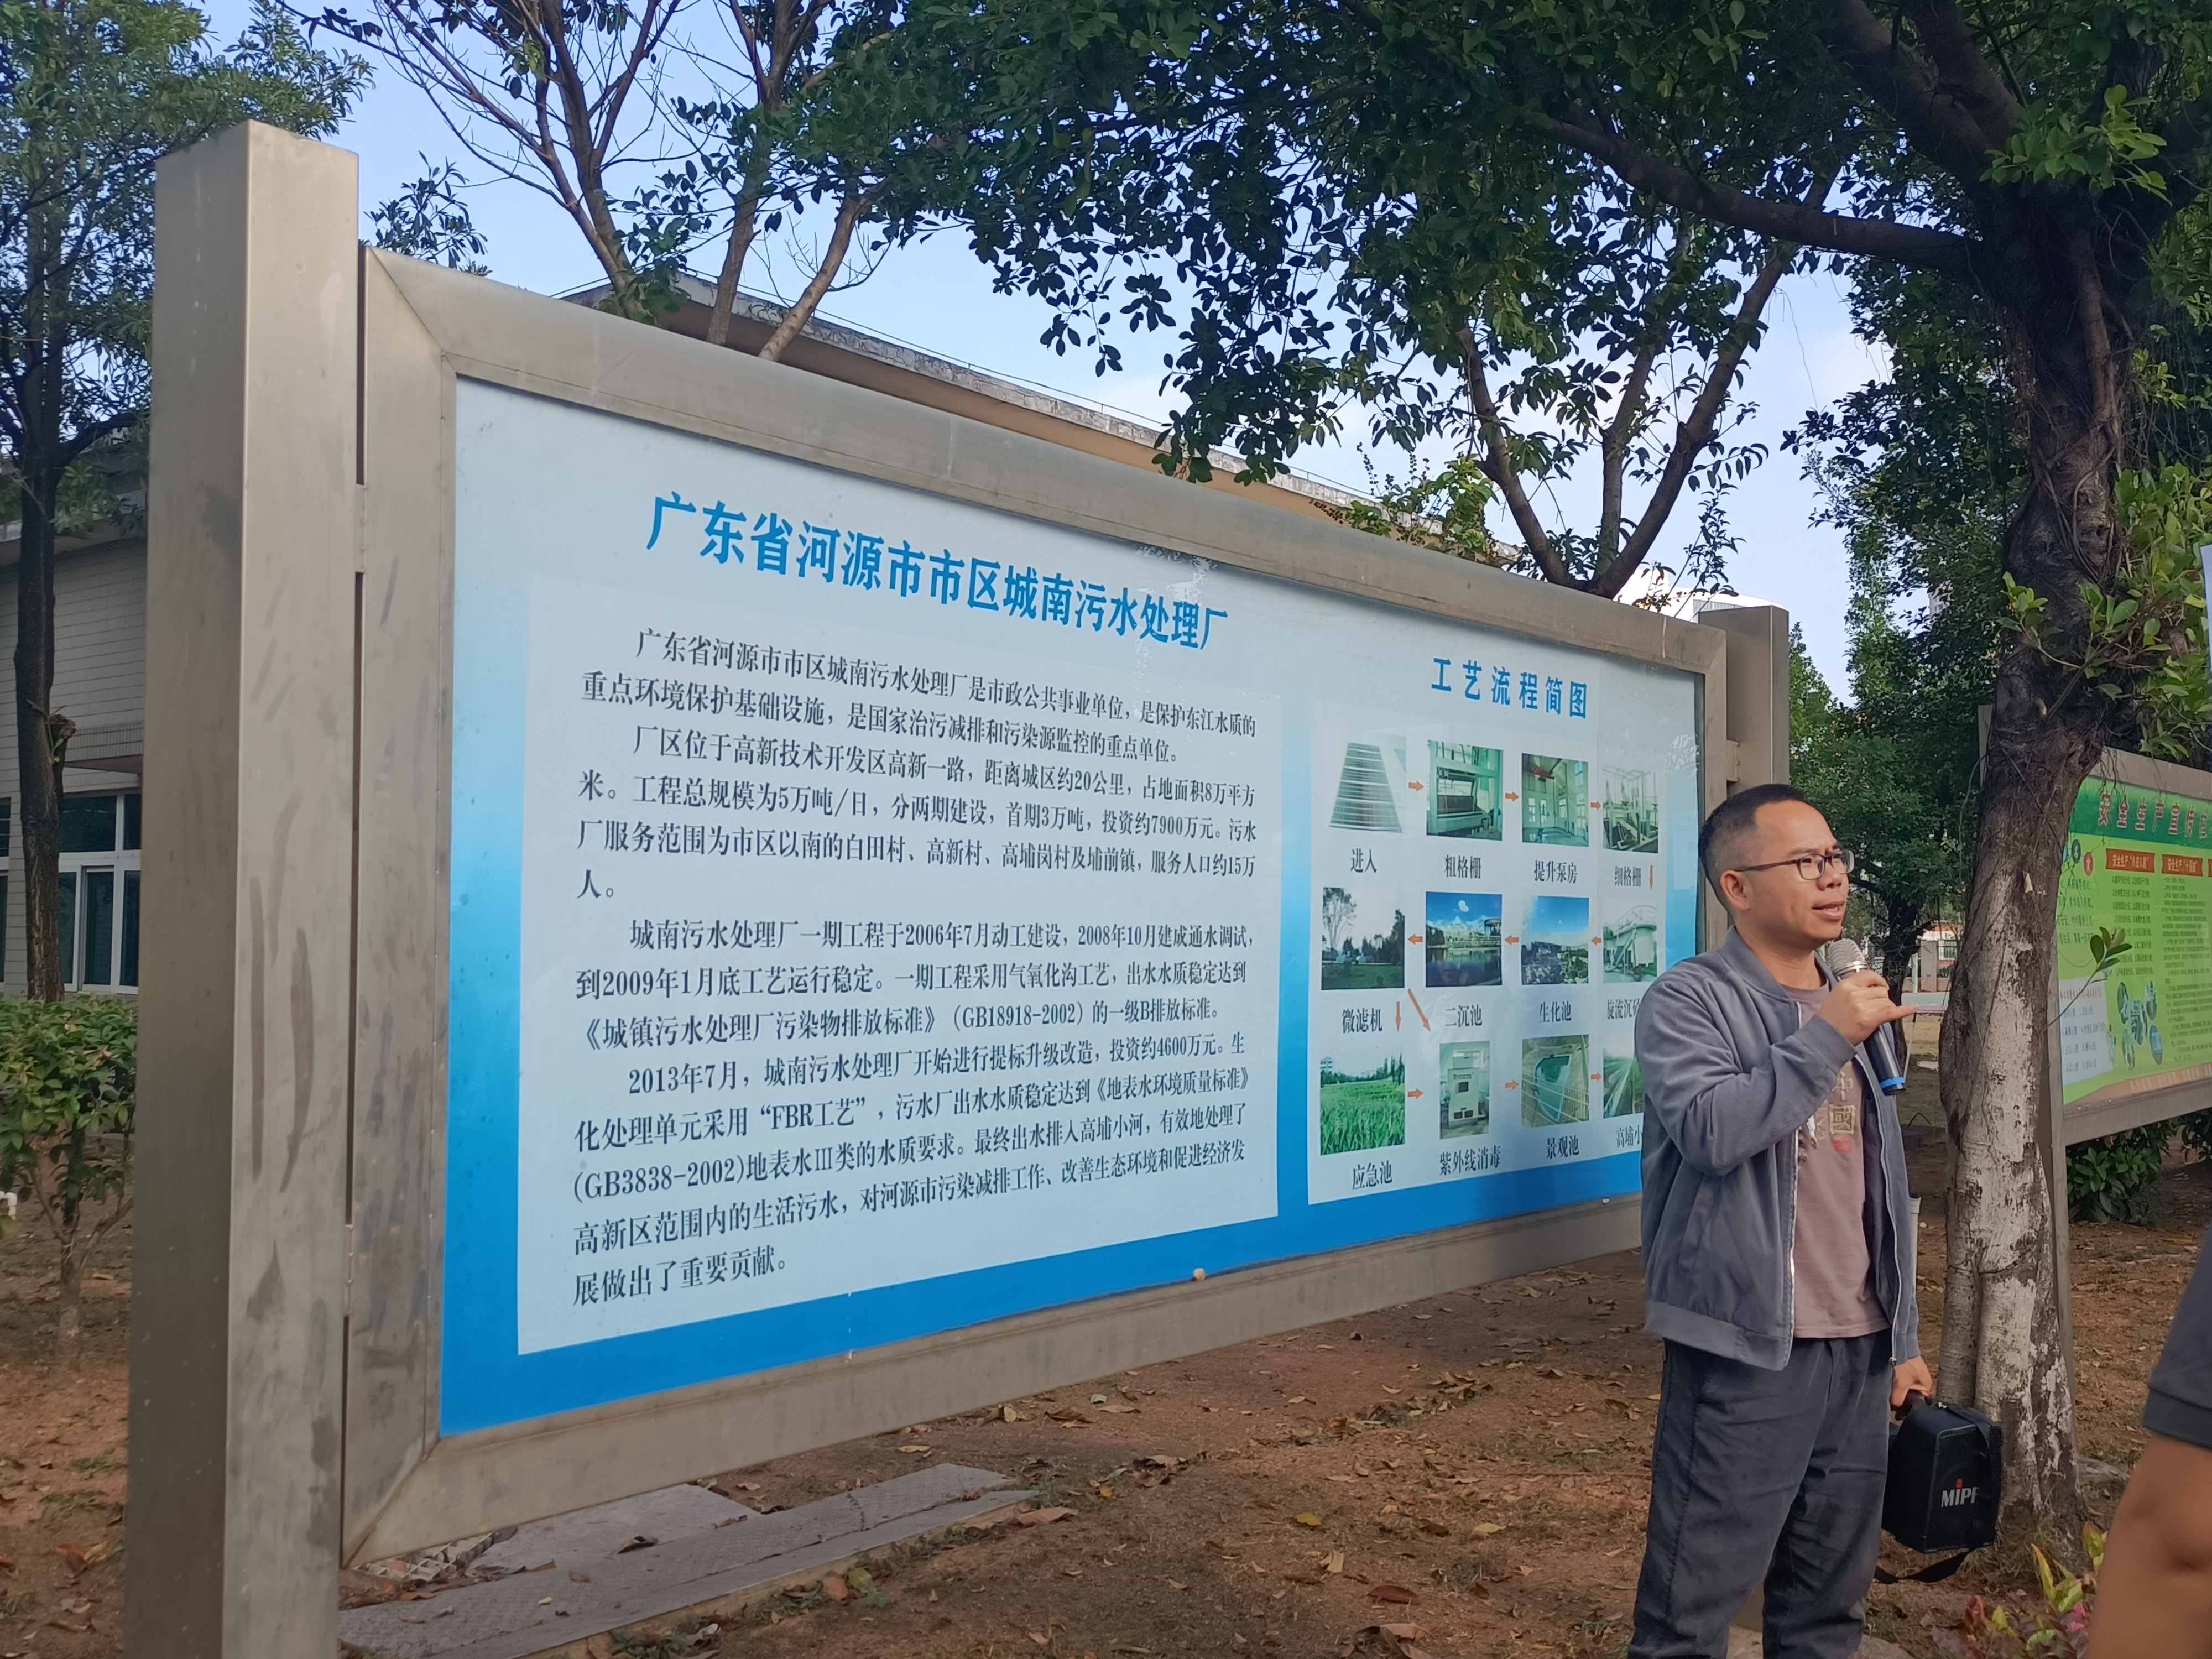 广东省河源市市区城南污水处理厂
广东省河源市市区城南污水处理厂是市政公共事业单位，是保护东江水质的
重点环境保护基础设施，是国家治污减排和污染源监控的重点单位。
厂区位于高新技术开发区高新一路，距离城区约20公里，占地面积8万平方
米。工程总规模为5万吨/日，分两期建设，首期3万吨，投资约7900万元。污水
厂服务范围为市区以南的白田村、高新村、高埔岗村及埔前镇，服务人口约15万
人。
城南污水处理厂一期工程于2006年7月动工建设，2008年10月建成通水调试，
到2009年1月底工艺运行稳定。一期工程采用气氧化沟工艺，出水水质稳定达到
《城镇污水处理厂污染物排放标准》（GB18918-2002）的一级B排放标准。
2013年7月，城南污水处理厂开始进行提标升级改造，投资约4600万元。生
化处理单元采用“FBR工艺”，污水厂出水水质稳定达到《地表水环境质量标准》
(GB3838-2002)地表水Ⅲ类的水质要求。最终出水排入高埔小河，有效地处理了
高新区范围内的生活污水，对河源市污染减排工作、改善生态环境和促进经济发
展做出了重要贡献。
工艺流程简图
进入 粗格栅 提升泵房 细格栅
微滤机 二沉池 生化池 旋流沉砂
应急池 紫外线消毒 景观池 高埔小
安全生产宣传
中
國
MIPR